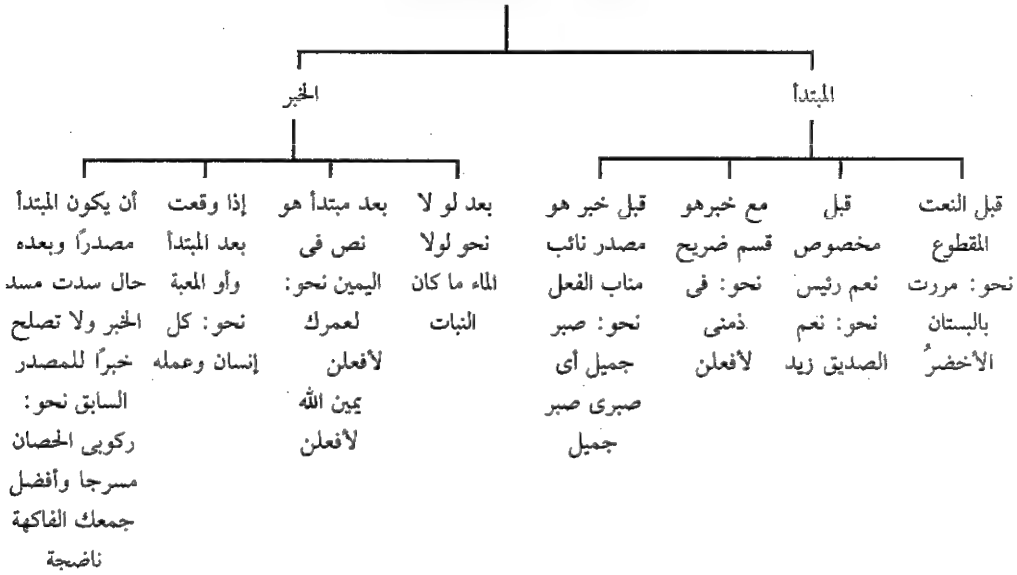 المبتدأ
الخبر
قبل النعت
المقطوع
نحو: مررت
بالبستان
الأخضرُ
قبل
مخصوص
نعم رئيس
نحو: نعم
الصديق زيد
مع خبرهو
قسم ضريح
نحو: فى
ذمنى
لأفعلن
قبل خبر هو
مصدر نائب
مناب الفعل
نحو: صبر
جميل أى
صبرى صبر
جميل
بعد لو لا
نحو لولا
الماء ما كان
النبات
بعد مبتدأ هو
نص فى
اليمين نحو:
لعمرك
لأفعلن
يمين الله
لأفعلن
إذا وقعت
بعد المبتدأ
وأو المعبة
نحو: كل
إنسان وعمله
أن يكون المبتدأ
مصدرًا وبعده
حال سدت مسد
الخبر ولا تصلح
خبرًا للمصدر
السابق نحو:
ركوبى الحصان
مسرجا وأفضل
جمعك الفاكهة
ناضجة